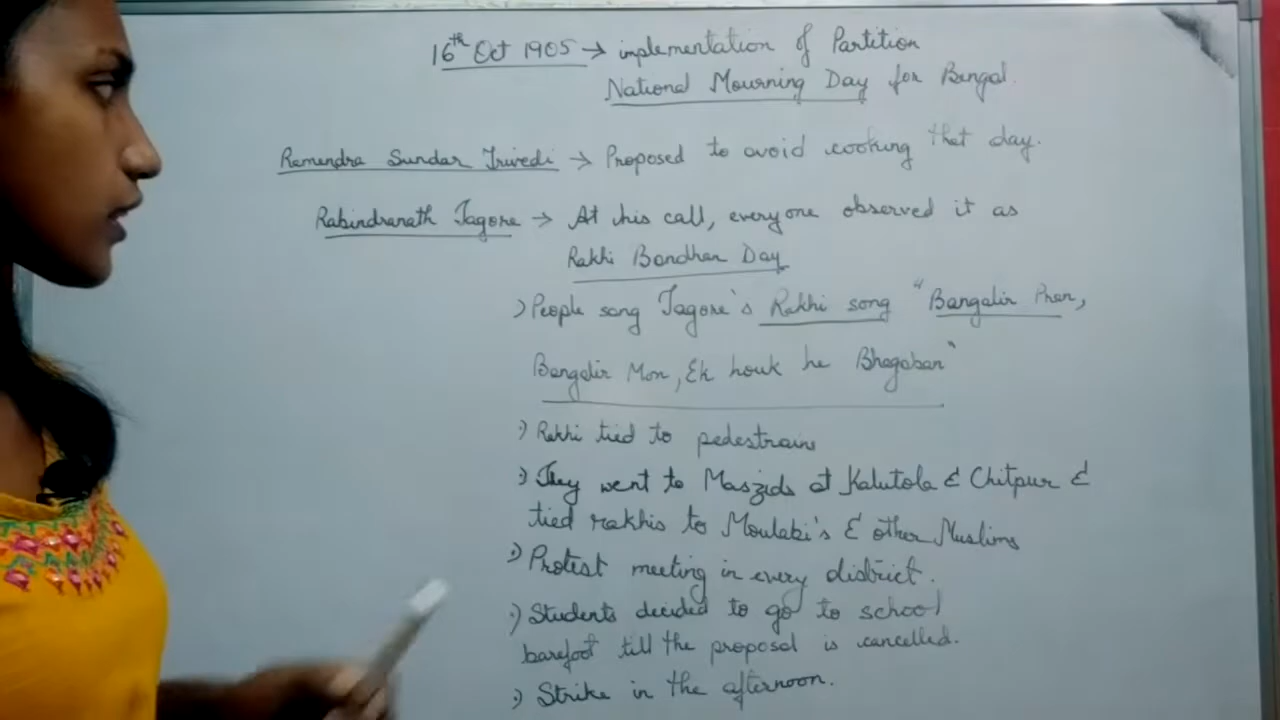 16th Oct 1905 → implementation of Partition
National Mourning Day for Bengal.
Ramendra Sundar Trivedi → Proposed to avoid cooking that day.
Rabindranath Tagore → At his call, everyone observed it as
Rakhi Bandhan Day
:) People sang Tagore's Rakhi song "Bangalir Pran,
Bangalir Mon, Ek houk he Bhagaban"
:) Rakhi tied to pedestrains
:) They went to Maszids at Kalutola & Chitpur &
tied rakhis to Moulabi's & other Muslims
:) Protest meeting in every district.
:) Students decided to go to school
barefoot till the proposal is cancelled.
:) Strike in the afternoon.